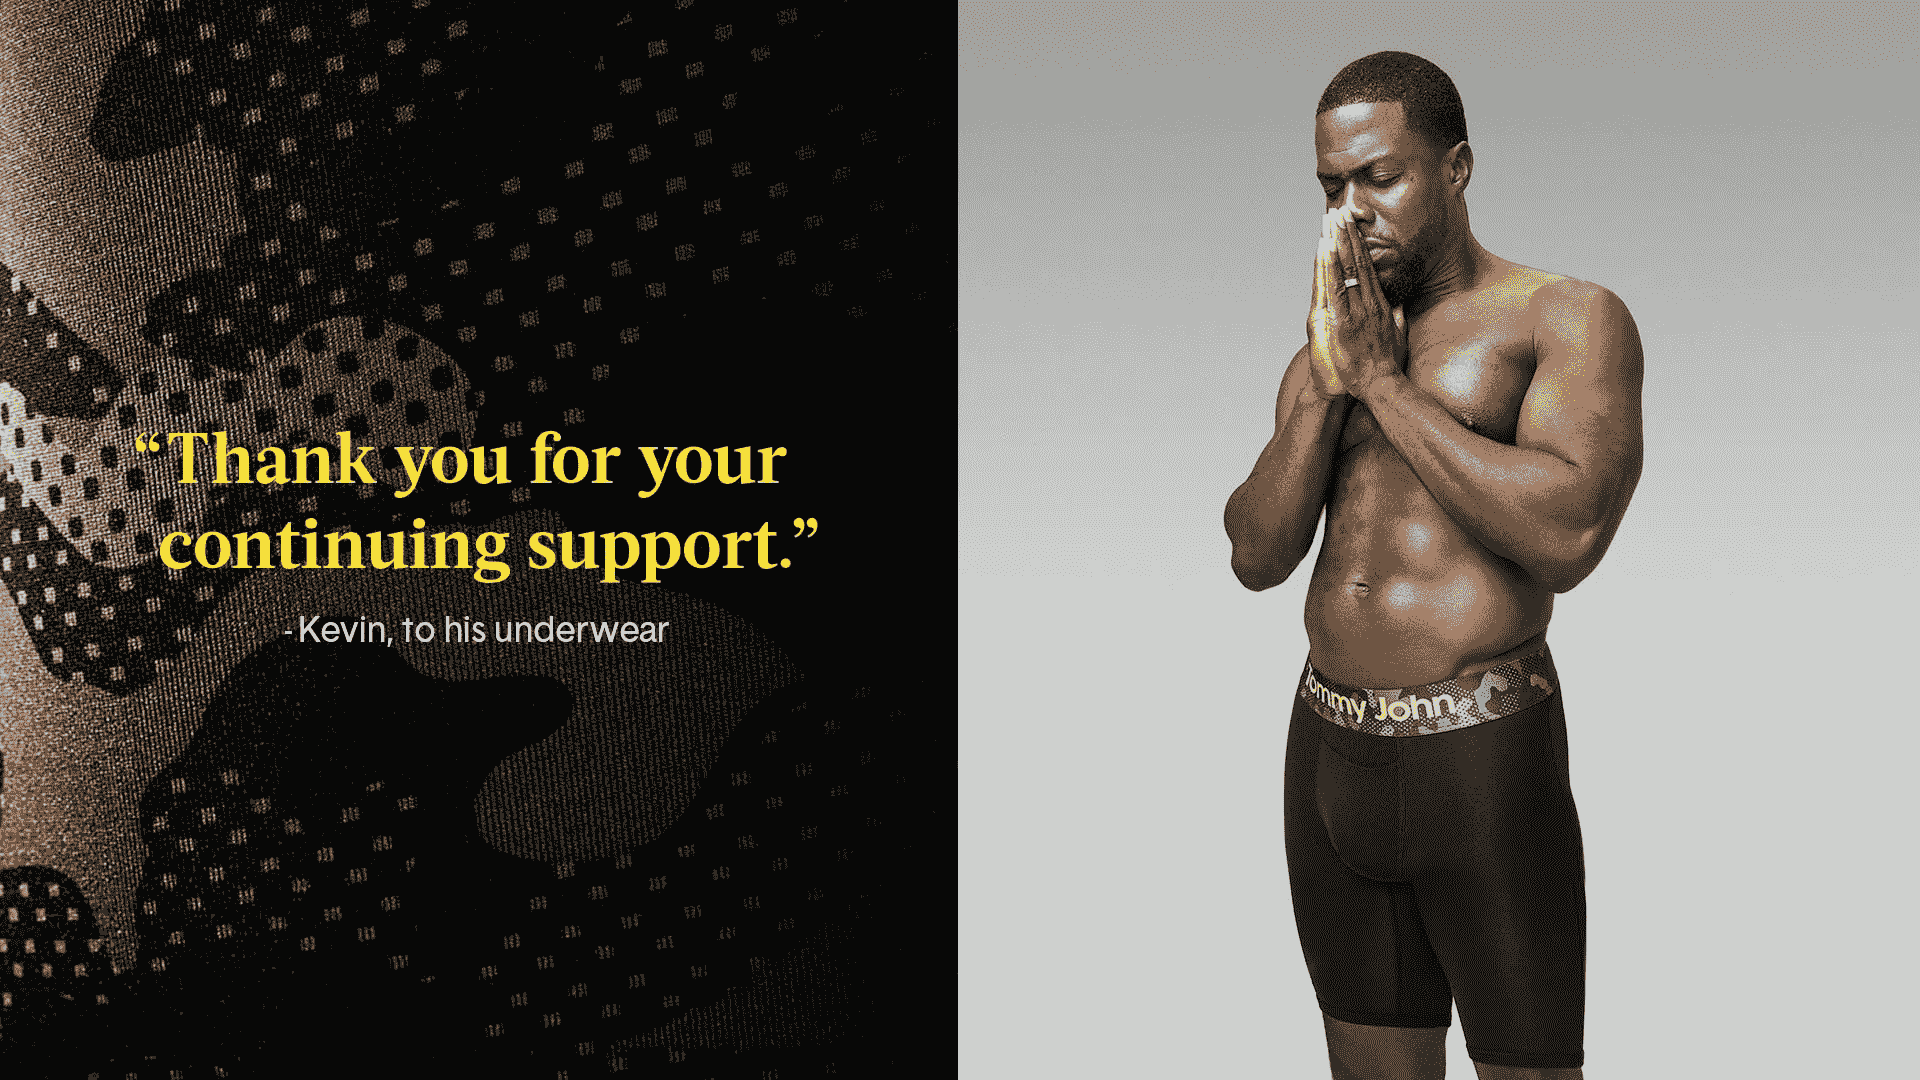 “Thank you for your
continuing support.”
-Kevin, to his underwear
Tommy John